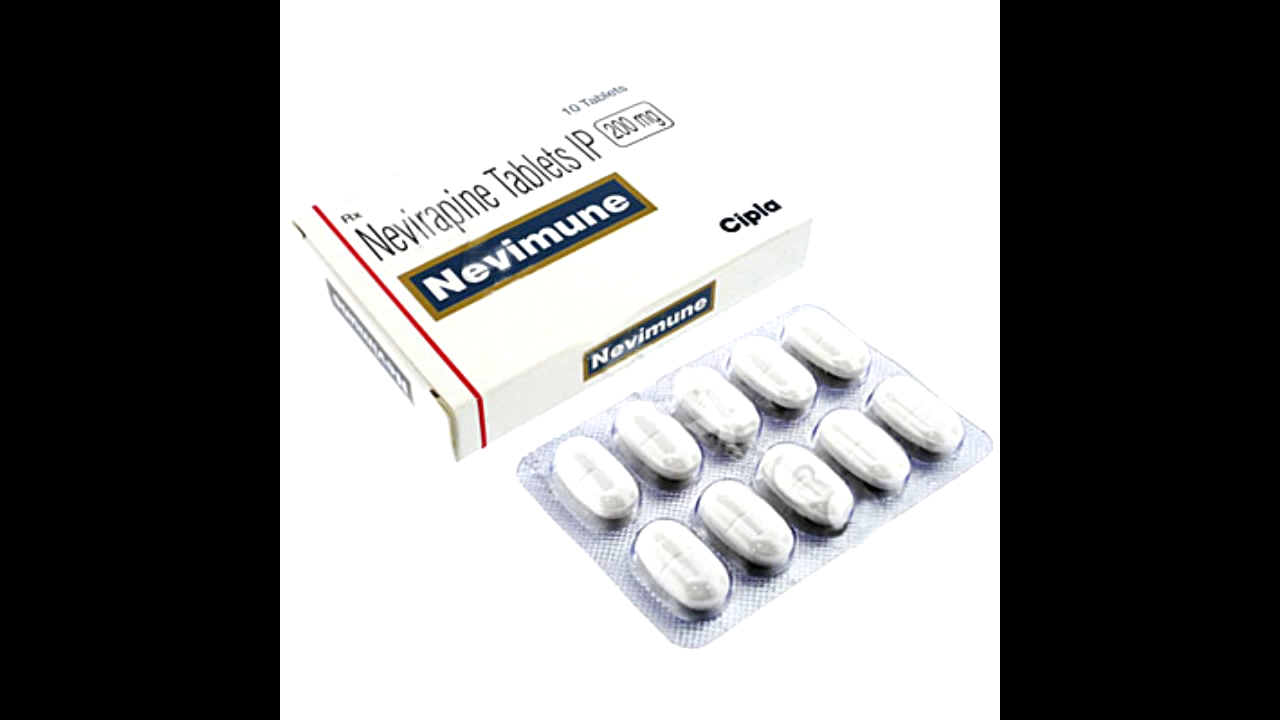 10 Tablets
Rx
Nevirapine Tablets IP 200 mg
Nevimune
Cipla
Nevimune